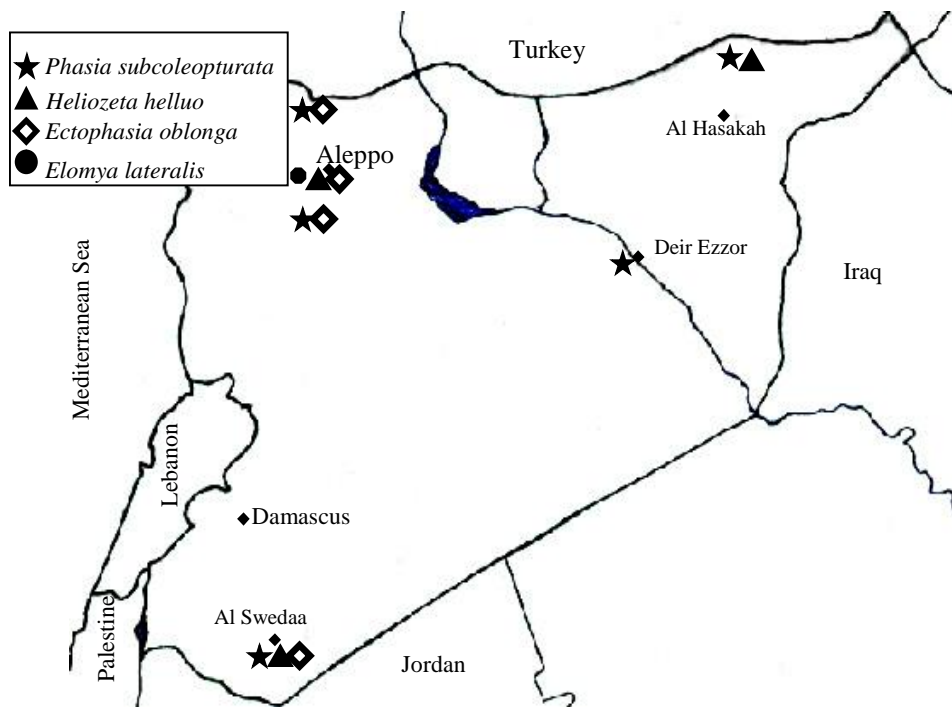 Turkey
Phasia subcoleopturata
Heliozeta helluo
Ectophasia oblonga
Elomya lateralis
Al Hasakah
Aleppo
Deir Ezzor
Iraq
Mediterranean Sea
Lebanon
Damascus
Al Swedaa
Palestine
Jordan